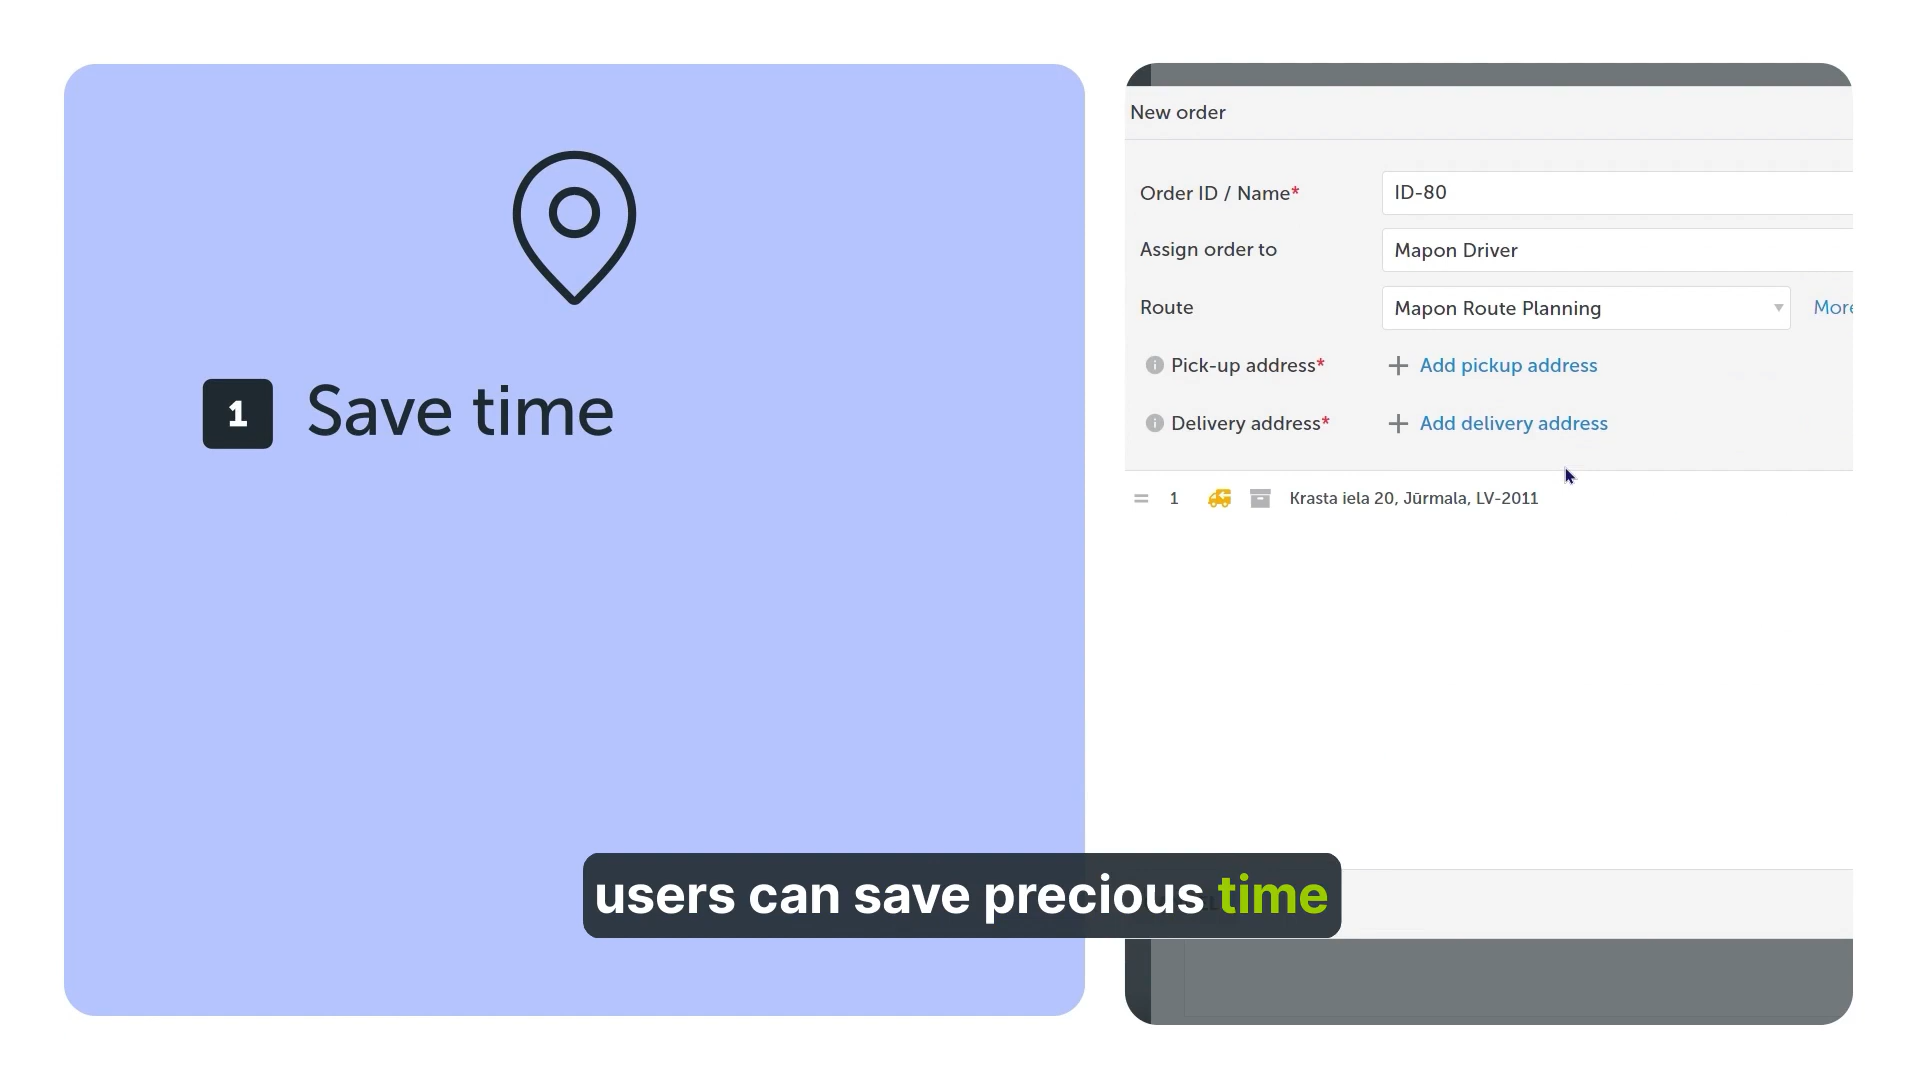 1 Save time
New order
Order ID / Name* ID-80
Assign order to Mapon Driver
Route Mapon Route Planning More
Pick-up address* Add pickup address
Delivery address* Add delivery address
1 Krasta iela 20, Jūrmala, LV-2011
users can save precious time